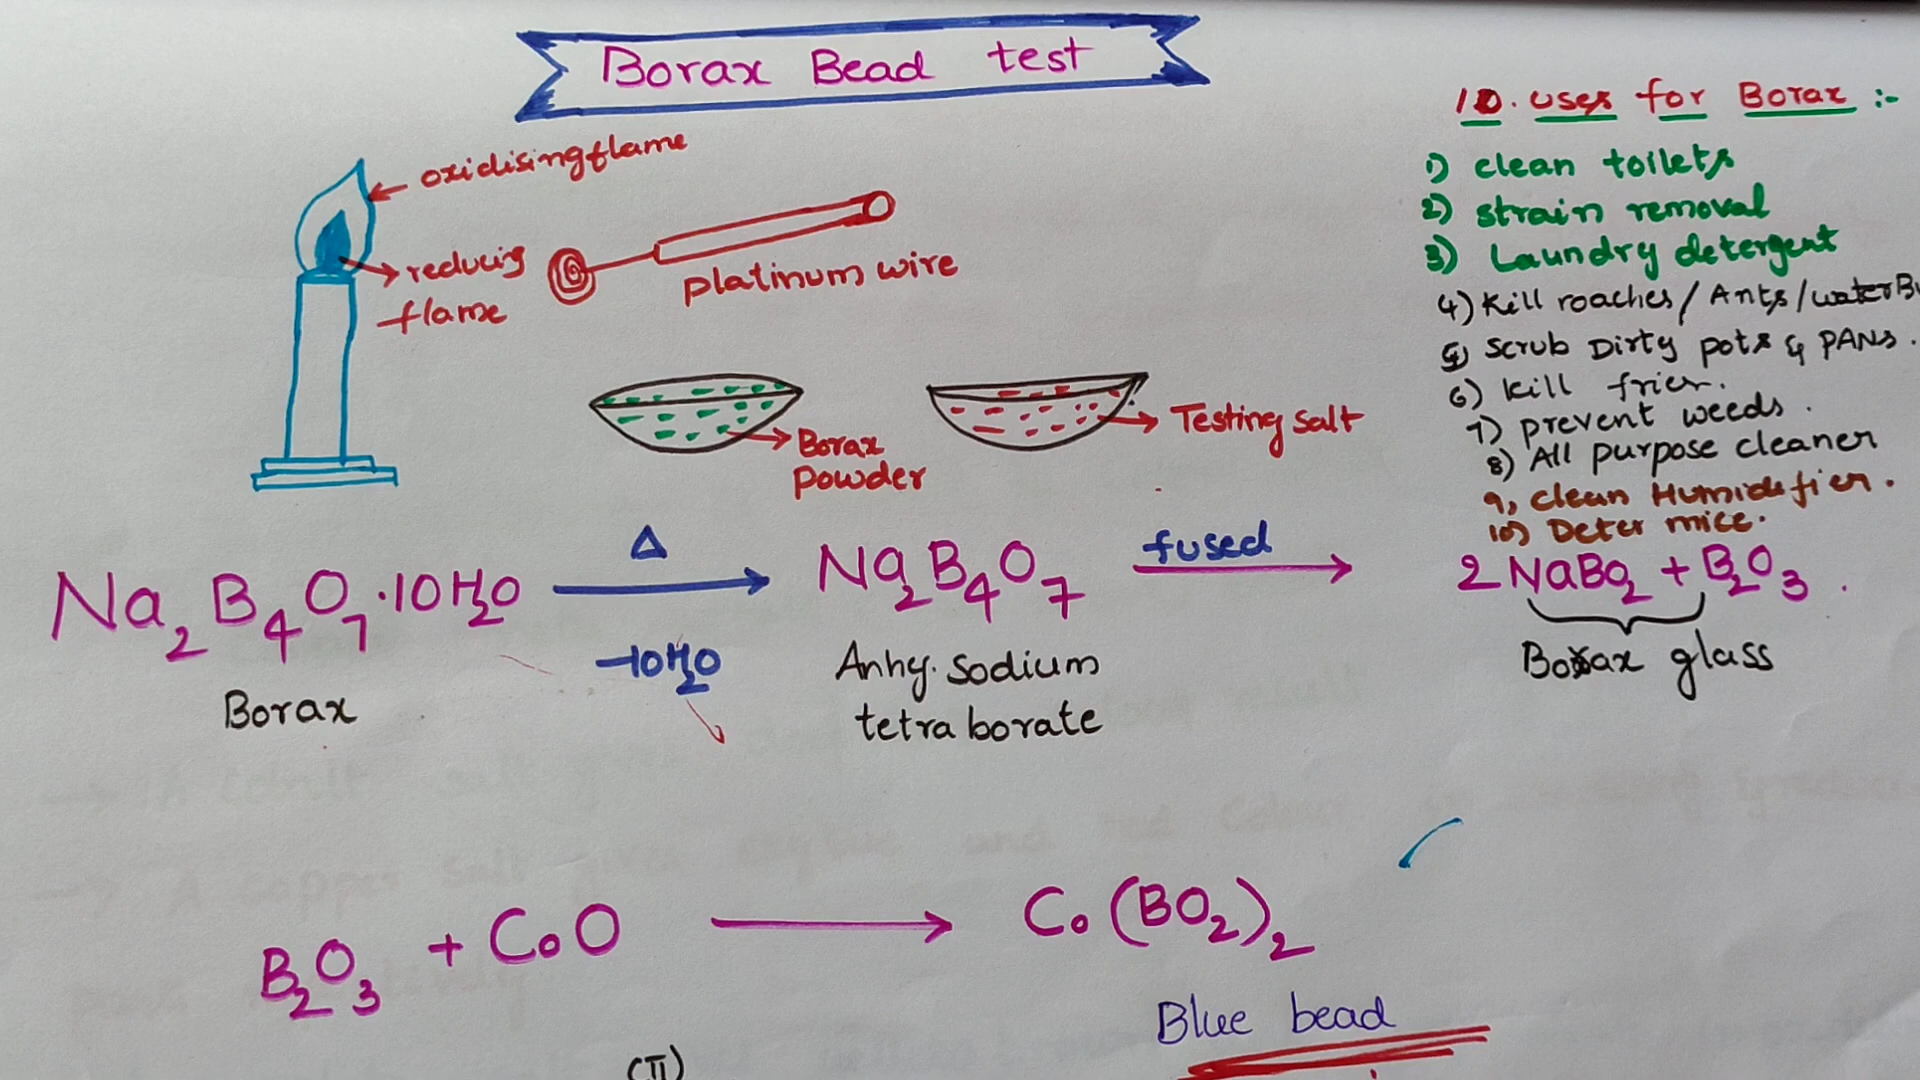 Borax Bead test
oxidising flame
reducing
flame
platinum wire
Borax
Powder
Testing salt
10. uses for Borax :-
1) clean toilets
2) strain removal
3) Laundry detergent
4) Kill roaches / Ants / water
5) Scrub Dirty pots & PANs.
6) Kill frier.
7) prevent weeds.
8) All purpose cleaner
9) clean Humidifier.
10) Deter mice.
Na₂B₄O₇·10H₂O
Δ
-10H₂O
Na₂B₄O₇
fused
2NaBO₂ + B₂O₃.
Borax
Anhy. sodium
tetra borate
Borax glass
B₂O₃ + CoO
Co(BO₂)₂
Blue bead
(II)